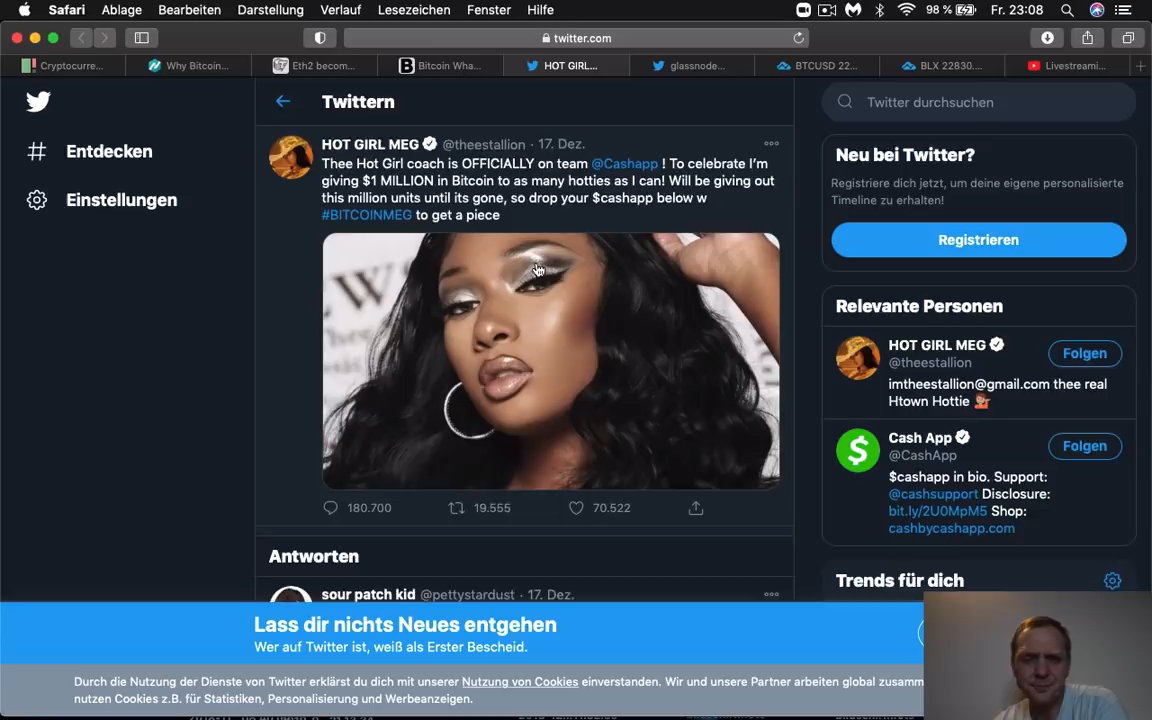 Safari Ablage Bearbeiten Darstellung Verlauf Lesezeichen Fenster Hilfe 98 % Fr. 23:08
twitter.com
Cryptocurre... Why Bitcoin... Eth2 becom... Bitcoin Wha... HOT GIRL... glassnode... BTCUSD 22... BLX 22830.... Livestreami...
Twittern
Twitter durchsuchen
Entdecken
Einstellungen
HOT GIRL MEG @theestallion · 17. Dez.
Thee Hot Girl coach is OFFICIALLY on team @Cashapp ! To celebrate I'm
giving $1 MILLION in Bitcoin to as many hotties as I can! Will be giving out
this million units until its gone, so drop your $cashapp below w
#BITCOINMEG to get a piece
180.700 19.555 70.522
Antworten
sour patch kid @pettystardust · 17. Dez.
Neu bei Twitter?
Registriere dich jetzt, um deine eigene personalisierte
Timeline zu erhalten!
Registrieren
Relevante Personen
HOT GIRL MEG
@theestallion
Folgen
imtheestallion@gmail.com thee real
Htown Hottie
Cash App
@CashApp
Folgen
$cashapp in bio. Support:
@cashsupport Disclosure:
bit.ly/2U0MpM5 Shop:
cashbycashapp.com
Trends für dich
Lass dir nichts Neues entgehen
Wer auf Twitter ist, weiß als Erster Bescheid.
Durch die Nutzung der Dienste von Twitter erklärst du dich mit unserer Nutzung von Cookies einverstanden. Wir und unsere Partner arbeiten global zusamm
nutzen Cookies z.B. für Statistiken, Personalisierung und Werbeanzeigen.